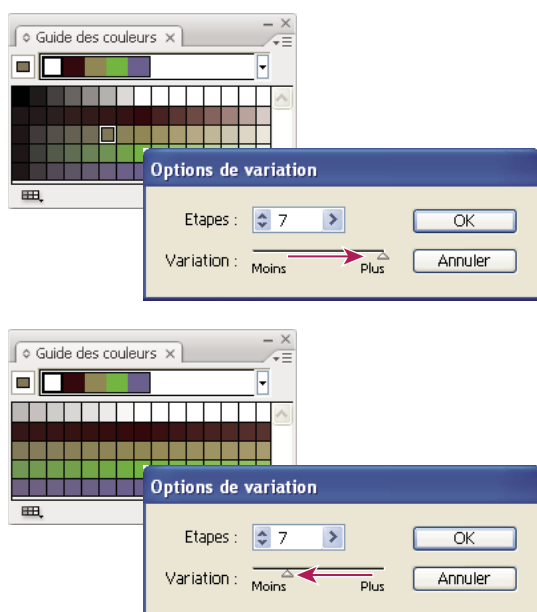 Guide des couleurs
Options de variation
Etapes : 7 OK
Variation : Moins Plus Annuler
Guide des couleurs
Options de variation
Etapes : 7 OK
Variation : Moins Plus Annuler